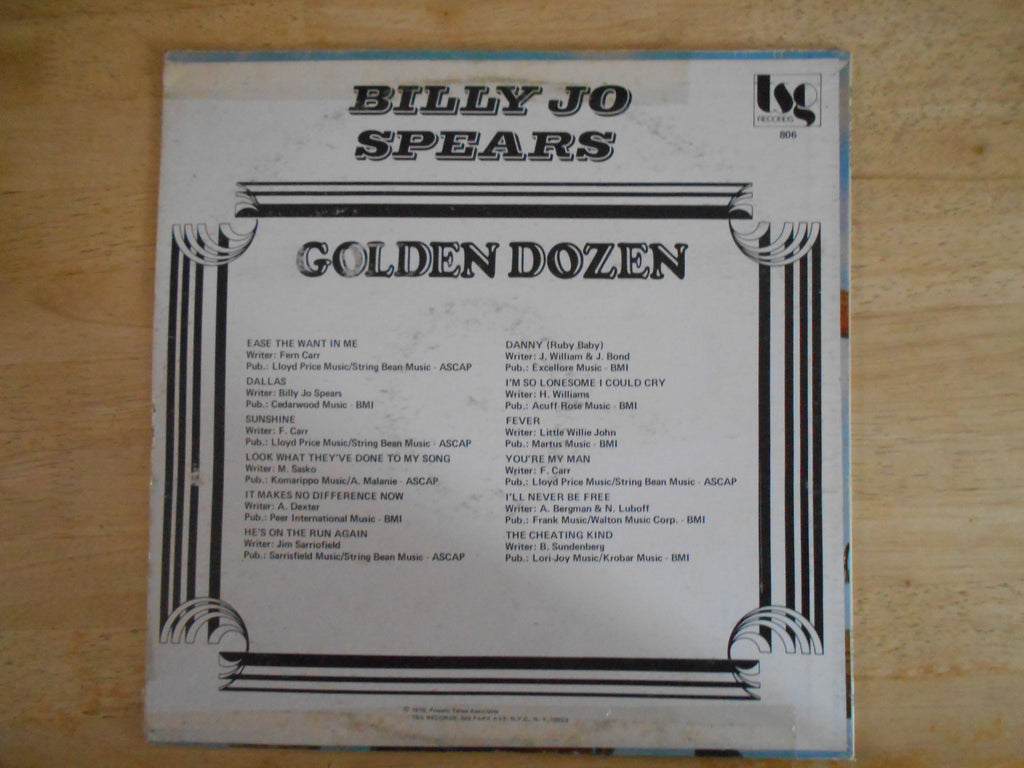 BILLY JO
SPEARS
tsg
RECORDS
806
GOLDEN DOZEN
EASE THE WANT IN ME
Writer: Fern Carr
Pub.: Lloyd Price Music/String Bean Music - ASCAP
DALLAS
Writer: Billy Jo Spears
Pub.: Cedarwood Music - BMI
SUNSHINE
Writer: F. Carr
Pub.: Lloyd Price Music/String Bean Music - ASCAP
LOOK WHAT THEY'VE DONE TO MY SONG
Writer: M. Sasko
Pub.: Komarippo Music/A. Malanie - ASCAP
IT MAKES NO DIFFERENCE NOW
Writer: A. Dexter
Pub.: Peer International Music - BMI
HE'S ON THE RUN AGAIN
Writer: Jim Sarriofield
Pub.: Sarrisfield Music/String Bean Music - ASCAP
DANNY (Ruby Baby)
Writer: J. William & J. Bond
Pub.: Excellore Music - BMI
I'M SO LONESOME I COULD CRY
Writer: H. Williams
Pub.: Acuff Rose Music - BMI
FEVER
Writer: Little Willie John
Pub.: Martus Music - BMI
YOU'RE MY MAN
Writer: F. Carr
Pub.: Lloyd Price Music/String Bean Music - ASCAP
I'LL NEVER BE FREE
Writer: A. Bergman & N. Luboff
Pub.: Frank Music/Walton Music Corp. - BMI
THE CHEATING KIND
Writer: B. Sundenberg
Pub.: Lori-Joy Music/Krobar Music - BMI
TSG RECORDS, PARK AVE. N.Y.C. N.Y.